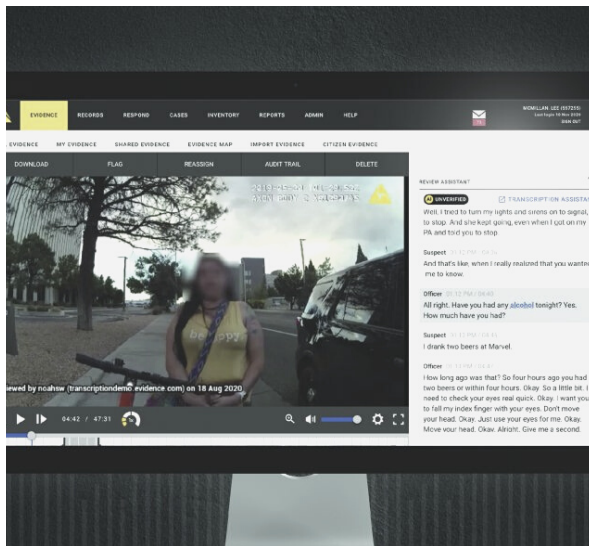 EVIDENCE RECORDS RESPOND CASES INVENTORY REPORTS ADMIN HELP
MCMILLAN, LEE
SIGN OUT
EVIDENCE MY EVIDENCE SHARED EVIDENCE EVIDENCE MAP IMPORT EVIDENCE CITIZEN EVIDENCE
DOWNLOAD FLAG REASSIGN AUDIT TRAIL DELETE
iewed by noahsw (transcriptiondemo.evidence.com) on 18 Aug 2020
04:42 / 47:31
REVIEW ASSISTANT
UNVERIFIED TRANSCRIPTION ASSISTA
Well, I tried to turn my lights and sirens on to signal,
to stop. And she kept going, even when I got on my
PA and told you to stop.
Suspect
And that's like, when I really realized that you wanted
me to know.
Officer
All right. Have you had any alcohol tonight? Yes.
How much have you had?
Suspect
I drank two beers at Marvel.
Officer
How long ago was that? So four hours ago you had
two beers or within four hours. Okay. So a little bit. I
need to check your eyes real quick. Okay. I want you
to fall my index finger with your eyes. Don't move
your head. Okay. Just use your eyes for me. Okay.
Move your head. Okay. Alright. Give me a second.